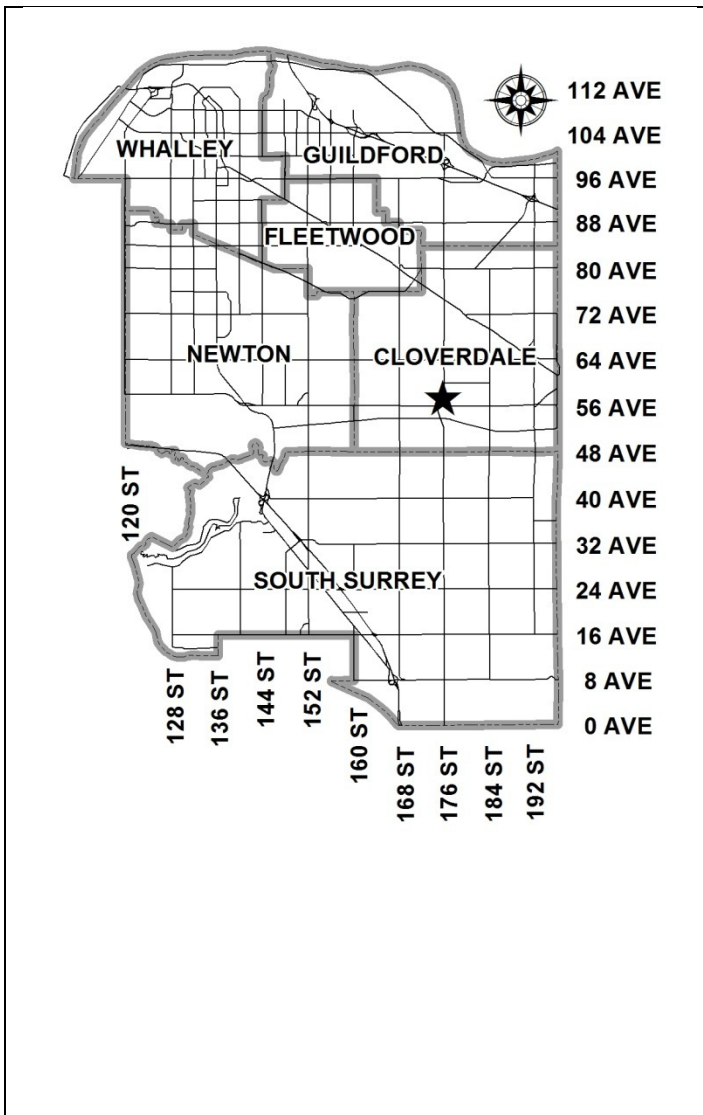 112 AVE
104 AVE
WHALLEY
GUILDFORD
96 AVE
88 AVE
FLEETWOOD
80 AVE
72 AVE
NEWTON
CLOVERDALE
64 AVE
56 AVE
48 AVE
120 ST
40 AVE
32 AVE
SOUTH SURREY
24 AVE
16 AVE
8 AVE
0 AVE
128 ST
136 ST
144 ST
152 ST
160 ST
168 ST
176 ST
184 ST
192 ST